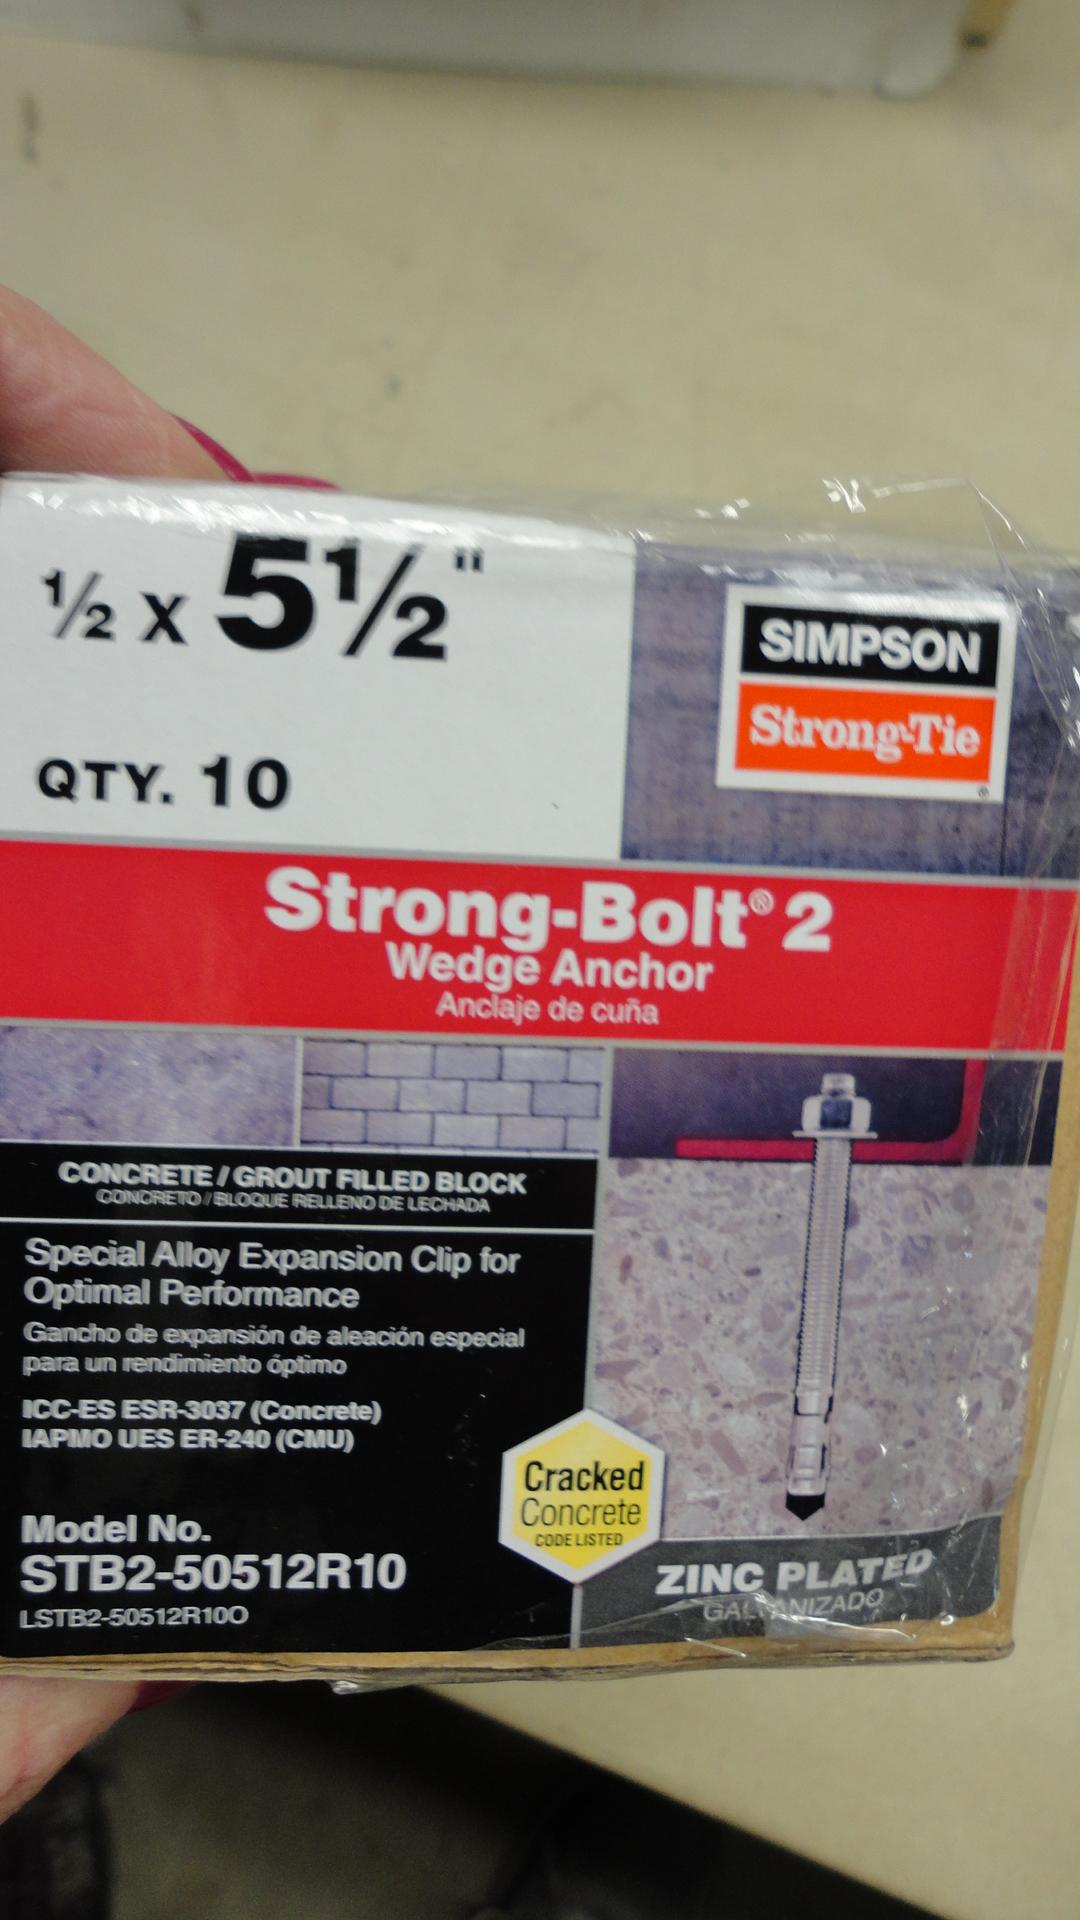 ½ x 5½"
QTY. 10
SIMPSON
Strong-Tie
®
Strong-Bolt® 2
Wedge Anchor
Anclaje de cuña
CONCRETE / GROUT FILLED BLOCK
CONCRETO / BLOQUE RELLENO DE LECHADA
Special Alloy Expansion Clip for
Optimal Performance
Gancho de expansión de aleación especial
para un rendimiento óptimo
ICC-ES ESR-3037 (Concrete)
IAPMO UES ER-240 (CMU)
Model No.
STB2-50512R10
LSTB2-50512R10O
Cracked
Concrete
CODE LISTED
ZINC PLATED
GALVANIZADO